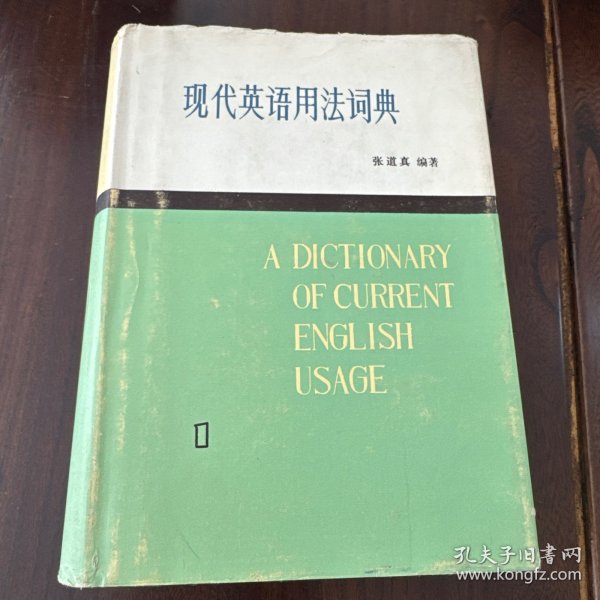 现代英语用法词典
张道真 编著
A DICTIONARY
OF CURRENT
ENGLISH
USAGE
孔夫子旧书网
www.kongfz.com